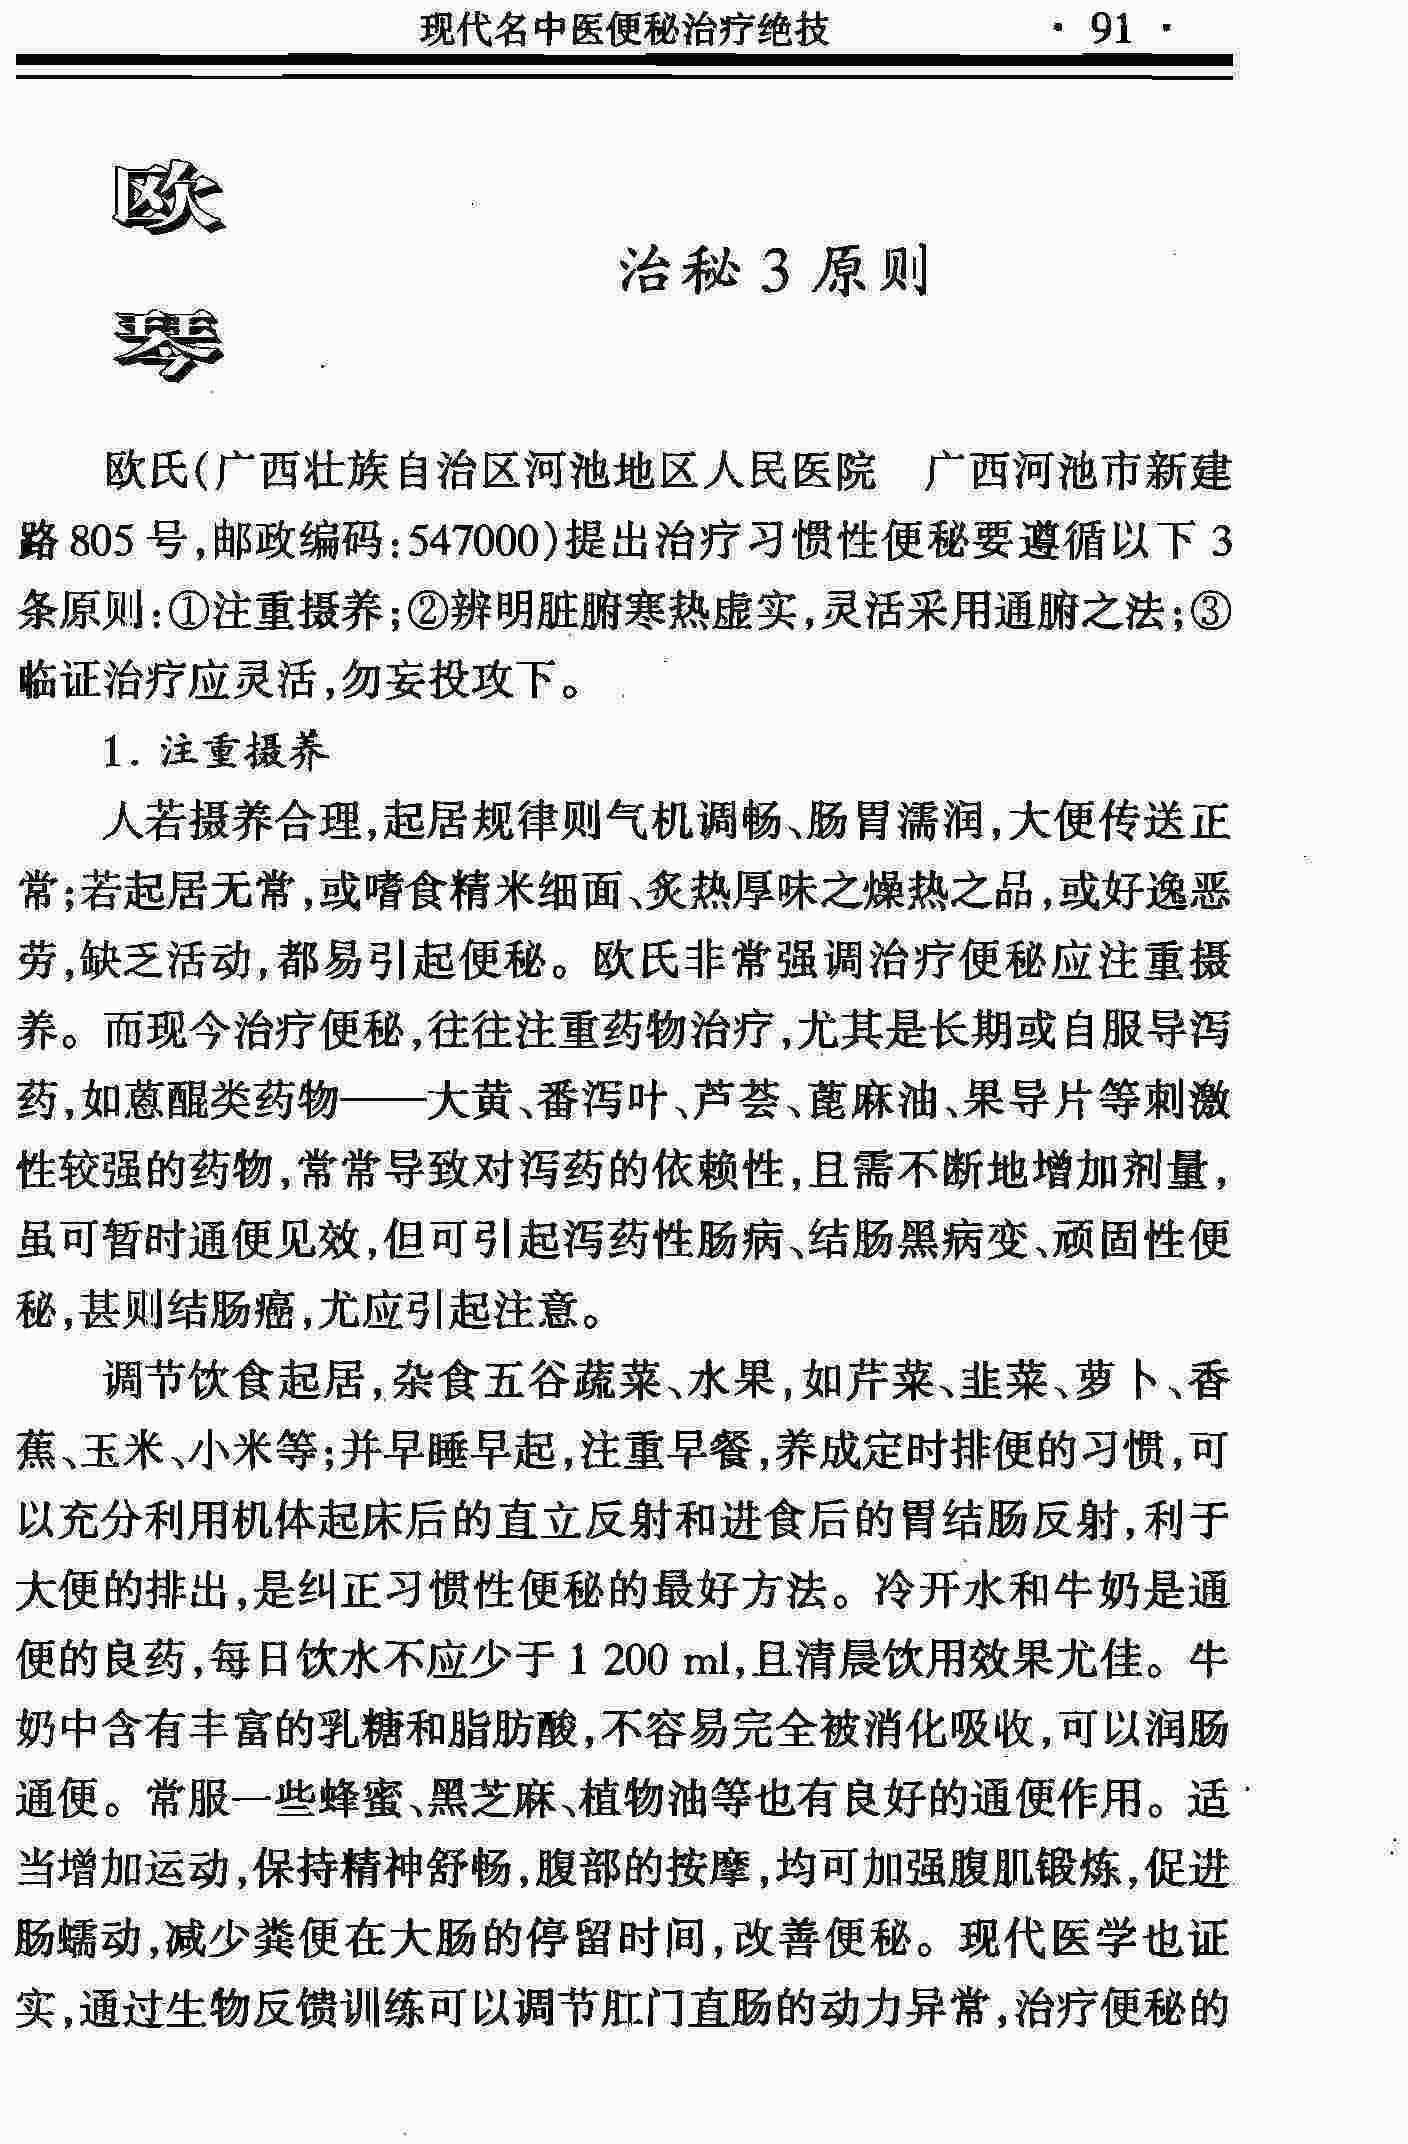 现代名中医便秘治疗绝技 · 91 ·
欧
琴
治秘 3 原则
欧氏(广西壮族自治区河池地区人民医院 广西河池市新建
路 805 号,邮政编码:547000)提出治疗习惯性便秘要遵循以下 3
条原则:①注重摄养;②辨明脏腑寒热虚实,灵活采用通腑之法;③
临证治疗应灵活,勿妄投攻下。
1. 注重摄养
人若摄养合理,起居规律则气机调畅、肠胃濡润,大便传送正
常;若起居无常,或嗜食精米细面、炙热厚味之燥热之品,或好逸恶
劳,缺乏活动,都易引起便秘。欧氏非常强调治疗便秘应注重摄
养。而现今治疗便秘,往往注重药物治疗,尤其是长期或自服导泻
药,如蒽醌类药物——大黄、番泻叶、芦荟、蓖麻油、果导片等刺激
性较强的药物,常常导致对泻药的依赖性,且需不断地增加剂量,
虽可暂时通便见效,但可引起泻药性肠病、结肠黑病变、顽固性便
秘,甚则结肠癌,尤应引起注意。
调节饮食起居,杂食五谷蔬菜、水果,如芹菜、韭菜、萝卜、香
蕉、玉米、小米等;并早睡早起,注重早餐,养成定时排便的习惯,可
以充分利用机体起床后的直立反射和进食后的胃结肠反射,利于
大便的排出,是纠正习惯性便秘的最好方法。冷开水和牛奶是通
便的良药,每日饮水不应少于 1 200 ml,且清晨饮用效果尤佳。牛
奶中含有丰富的乳糖和脂肪酸,不容易完全被消化吸收,可以润肠
通便。常服一些蜂蜜、黑芝麻、植物油等也有良好的通便作用。适
当增加运动,保持精神舒畅,腹部的按摩,均可加强腹肌锻炼,促进
肠蠕动,减少粪便在大肠的停留时间,改善便秘。现代医学也证
实,通过生物反馈训练可以调节肛门直肠的动力异常,治疗便秘的